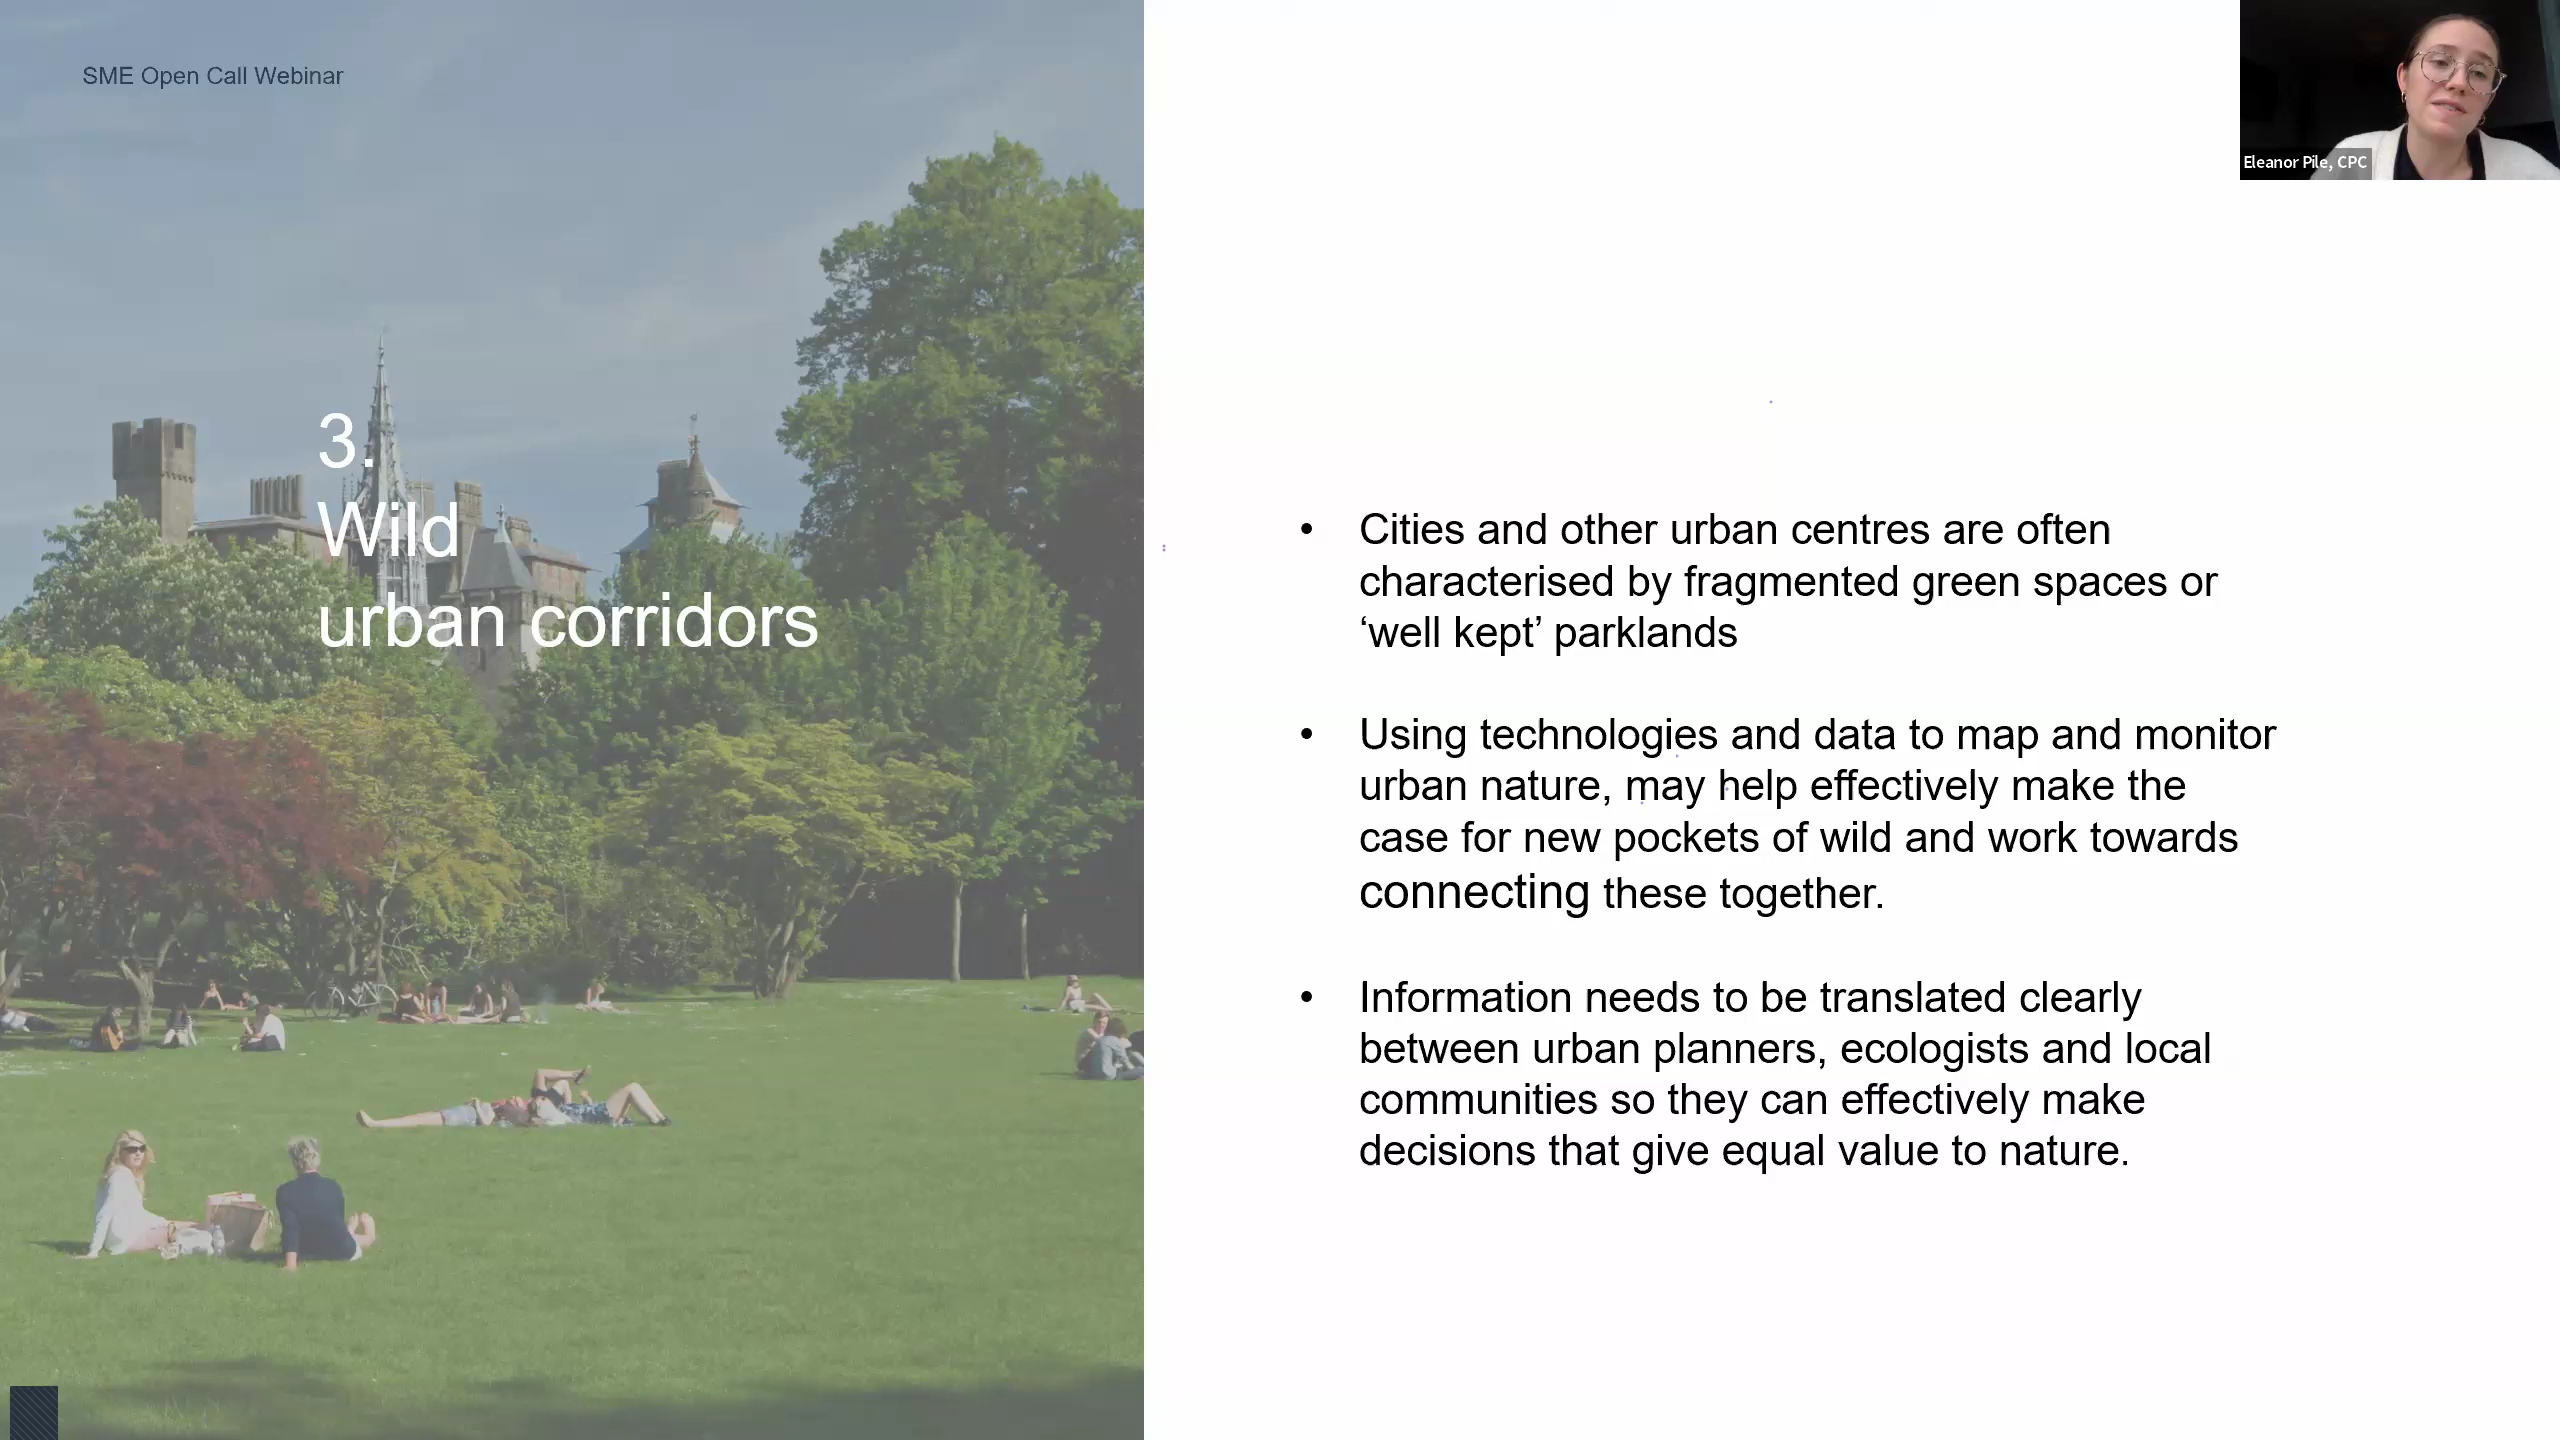 SME Open Call Webinar
3.
Wild
urban corridors
Eleanor Pile, CPC
• Cities and other urban centres are often
characterised by fragmented green spaces or
‘well kept’ parklands
• Using technologies and data to map and monitor
urban nature, may help effectively make the
case for new pockets of wild and work towards
connecting these together.
• Information needs to be translated clearly
between urban planners, ecologists and local
communities so they can effectively make
decisions that give equal value to nature.